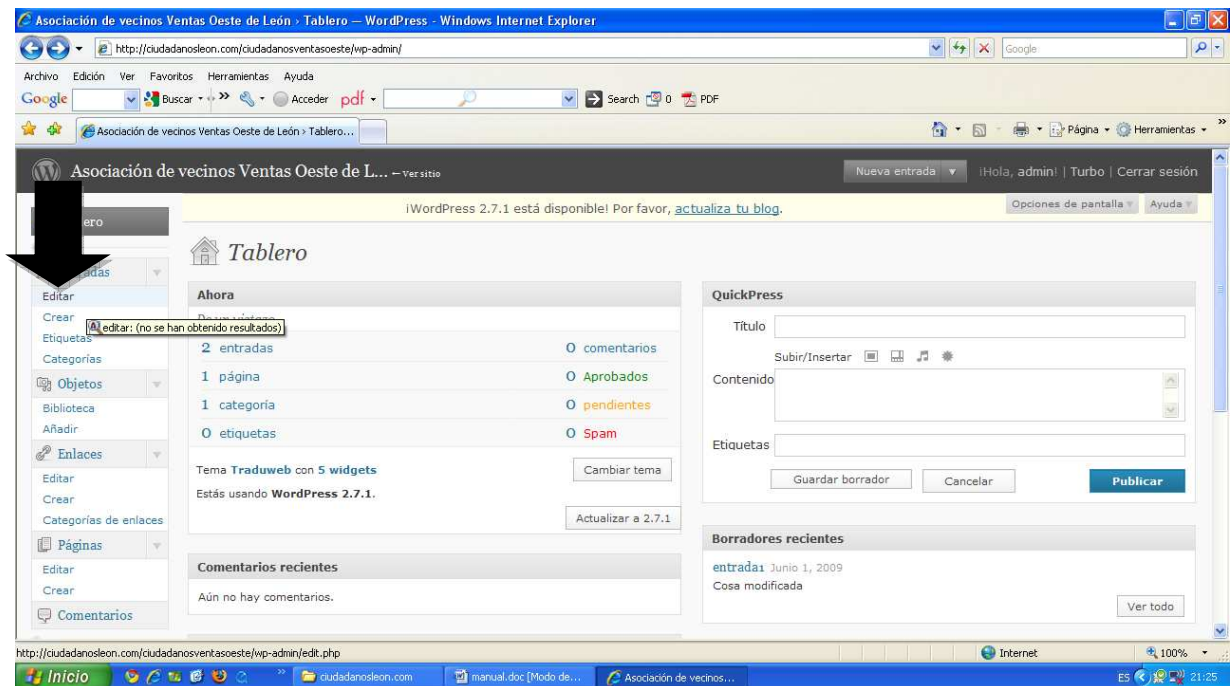 Asociación de vecinos Ventas Oeste de León › Tablero — WordPress - Windows Internet Explorer
http://ciudadanosleon.com/ciudadanosventasoeste/wp-admin/
Google
Archivo Edición Ver Favoritos Herramientas Ayuda
Google Buscar Acceder pdf Search 0 PDF
Asociación de vecinos Ventas Oeste de León › Tablero... Página Herramientas
Asociación de vecinos Ventas Oeste de L... ← Ver sitio Nueva entrada ¡Hola, admin! | Turbo | Cerrar sesión
¡WordPress 2.7.1 está disponible! Por favor, actualiza tu blog. Opciones de pantalla Ayuda
Tablero
Editar
Crear
editar: (no se han obtenido resultados)
Etiquetas
Categorías
Objetos
Biblioteca
Añadir
Enlaces
Editar
Crear
Categorías de enlaces
Páginas
Editar
Crear
Comentarios
Ahora
2 entradas 0 comentarios
1 página 0 Aprobados
1 categoría 0 pendientes
0 etiquetas 0 Spam
Tema Traduweb con 5 widgets Cambiar tema
Estás usando WordPress 2.7.1.
Actualizar a 2.7.1
Comentarios recientes
Aún no hay comentarios.
QuickPress
Título
Subir/Insertar
Contenido
Etiquetas
Guardar borrador Cancelar Publicar
Borradores recientes
entrada1 Junio 1, 2009
Cosa modificada
Ver todo
http://ciudadanosleon.com/ciudadanosventasoeste/wp-admin/edit.php Internet 100%
Inicio ciudadanosleon.com manual.doc [Modo de... Asociación de vecinos... ES 21:25